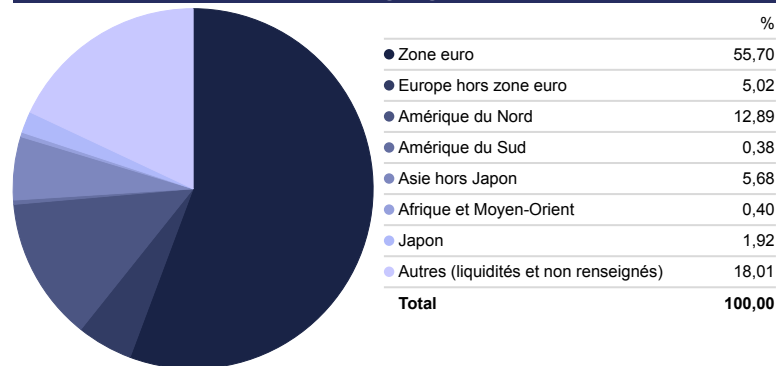 %
Zone euro 55,70
Europe hors zone euro 5,02
Amérique du Nord 12,89
Amérique du Sud 0,38
Asie hors Japon 5,68
Afrique et Moyen-Orient 0,40
Japon 1,92
Autres (liquidités et non renseignés) 18,01
Total 100,00